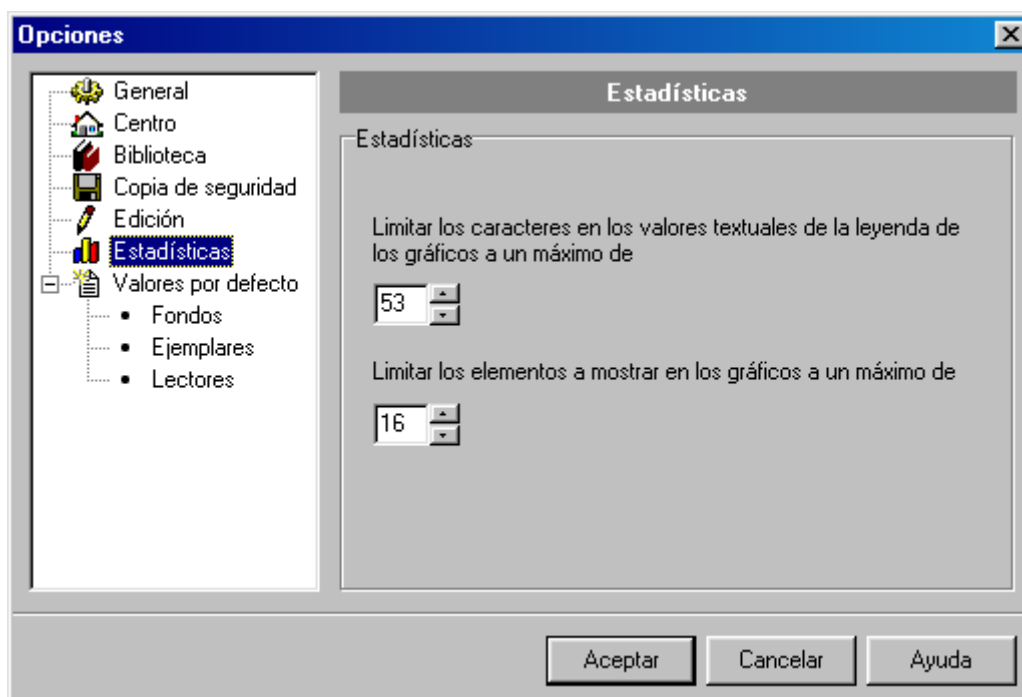 Opciones
General
Centro
Biblioteca
Copia de seguridad
Edición
Estadísticas
Valores por defecto
Fondos
Ejemplares
Lectores
Estadísticas
Estadísticas
Limitar los caracteres en los valores textuales de la leyenda de
los gráficos a un máximo de
53
Limitar los elementos a mostrar en los gráficos a un máximo de
16
Aceptar
Cancelar
Ayuda